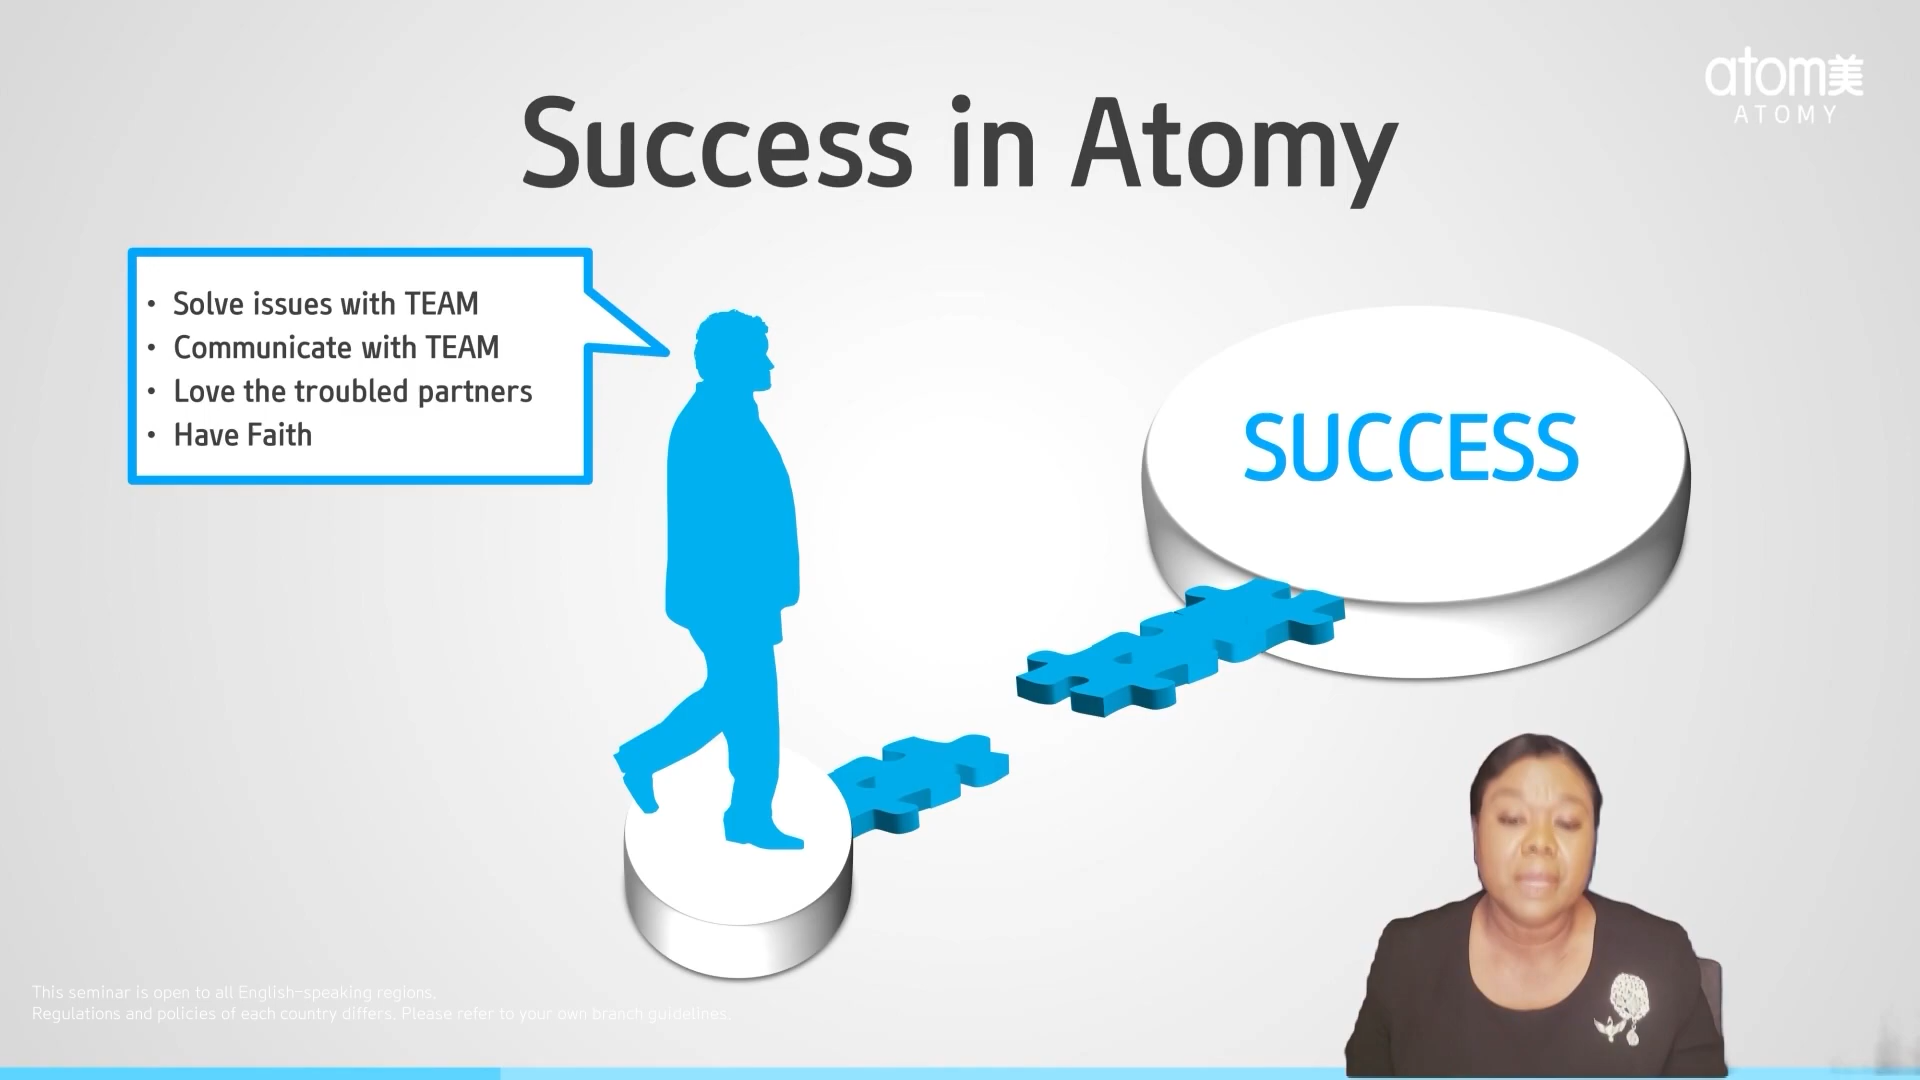 atom美
ATOMY
Success in Atomy
• Solve issues with TEAM
• Communicate with TEAM
• Love the troubled partners
• Have Faith
SUCCESS
This seminar is open to all English-speaking regions.
Regulations and policies of each country differs. Please refer to your own branch guidelines.